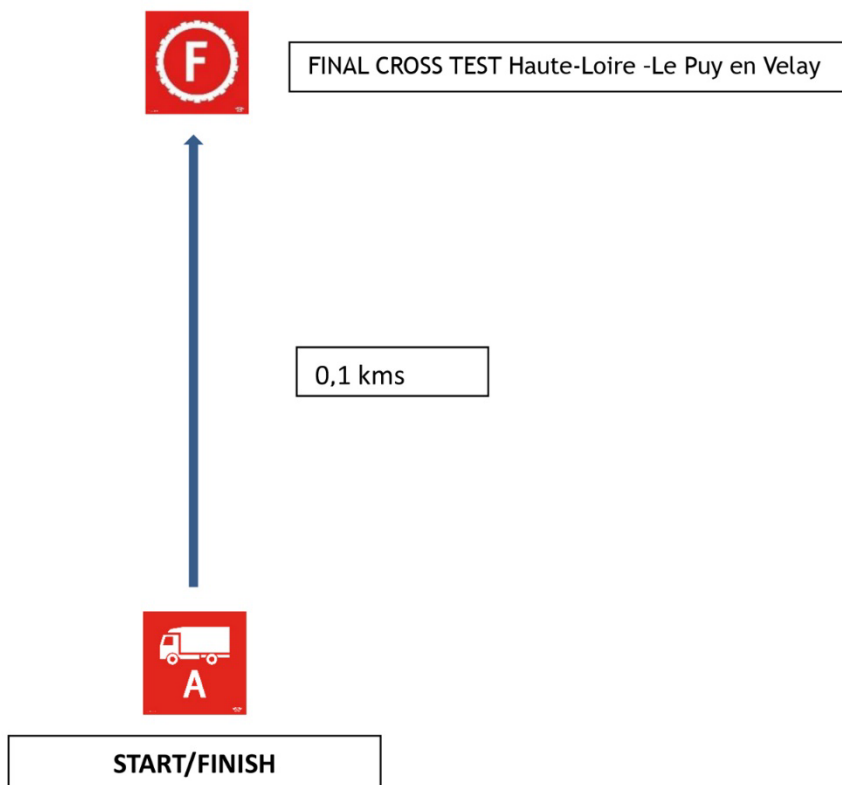 F
FINAL CROSS TEST Haute-Loire -Le Puy en Velay
0,1 kms
A
START/FINISH